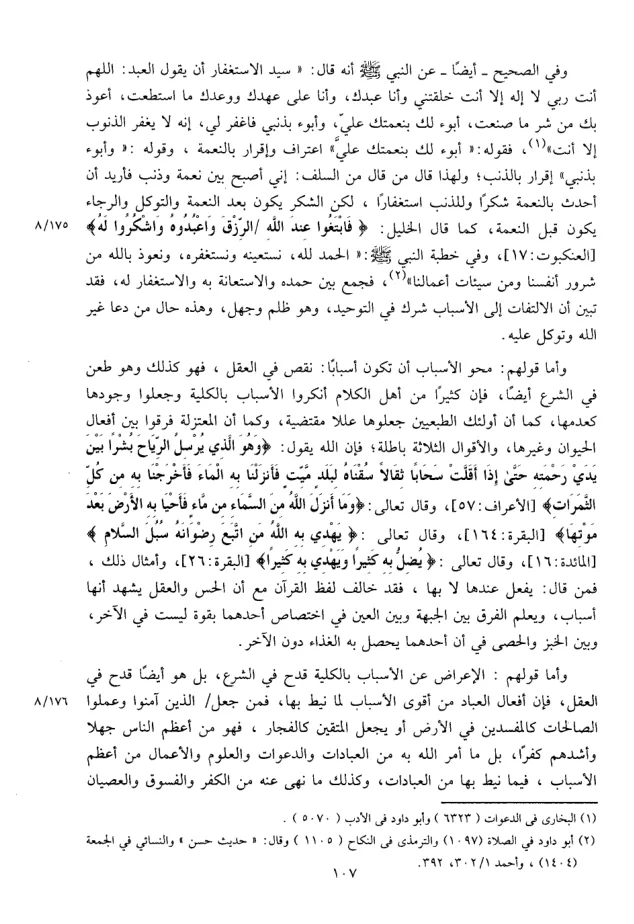 وفي الصحيح ـ أيضًا ـ عن النبي ﷺ أنه قال: « سيد الاستغفار أن يقول العبد: اللهم
أنت ربي لا إله إلا أنت خلقتني وأنا عبدك، وأنا على عهدك ووعدك ما استطعت، أعوذ
بك من شر ما صنعت، أبوء لك بنعمتك عليّ، وأبوء بذنبي فاغفر لي، إنه لا يغفر الذنوب
إلا أنت»(١)، فقوله: « أبوء لك بنعمتك عليَّ» اعتراف وإقرار بالنعمة ، وقوله : « وأبوء
بذنبي» إقرار بالذنب؛ ولهذا قال من قال من السلف: إني أصبح بين نعمة وذنب فأريد أن
أحدث بالنعمة شكرًا وللذنب استغفارًا ، لكن الشكر يكون بعد النعمة والتوكل والرجاء
يكون قبل النعمة، كما قال الخليل: ﴿ فَابْتَغُوا عِندَ اللَّهِ /الرِّزْقَ وَاعْبُدُوهُ وَاشْكُرُوا لَهُ﴾ ٨/١٧٥
[العنكبوت:١٧]، وفي خطبة النبي ﷺ: « الحمد لله، نستعينه ونستغفره، ونعوذ بالله من
شرور أنفسنا ومن سيئات أعمالنا»(٢)، فجمع بين حمده والاستعانة به والاستغفار له، فقد
تبين أن الالتفات إلى الأسباب شرك في التوحيد، وهو ظلم وجهل، وهذه حال من دعا غير
الله وتوكل عليه.
وأما قولهم: محو الأسباب أن تكون أسبابًا: نقص في العقل ، فهو كذلك وهو طعن
في الشرع أيضًا، فإن كثيرًا من أهل الكلام أنكروا الأسباب بالكلية وجعلوا وجودها
كعدمها، كما أن أولئك الطبعيين جعلوها عللا مقتضية، وكما أن المعتزلة فرقوا بين أفعال
الحيوان وغيرها، والأقوال الثلاثة باطلة؛ فإن الله يقول: ﴿وَهُوَ الَّذِي يُرْسِلُ الرِّيَاحَ بُشْرًا بَيْنَ
يَدَيْ رَحْمَتِهِ حَتَّىٰ إِذَا أَقَلَّتْ سَحَابًا ثِقَالاً سُقْنَاهُ لِبَلَدٍ مَّيِّتٍ فَأَنزَلْنَا بِهِ الْمَاءَ فَأَخْرَجْنَا بِهِ مِن كُلِّ
الثَّمَرَاتِ﴾ [الأعراف:٥٧]، وقال تعالى :﴿وَمَا أَنزَلَ اللَّهُ مِنَ السَّمَاءِ مِن مَّاءٍ فَأَحْيَا بِهِ الأَرْضَ بَعْدَ
مَوْتِهَا﴾ [البقرة:١٦٤]، وقال تعالى : ﴿ يَهْدِي بِهِ اللَّهُ مَنِ اتَّبَعَ رِضْوَانَهُ سُبُلَ السَّلامِ ﴾
[المائدة:١٦]، وقال تعالى :﴿ يُضِلُّ بِهِ كَثِيرًا وَيَهْدِي بِهِ كَثِيرًا﴾ [البقرة:٢٦]، وأمثال ذلك ،
فمن قال: يفعل عندها لا بها ، فقد خالف لفظ القرآن مع أن الحس والعقل يشهد أنها
أسباب، ويعلم الفرق بين الجبهة وبين العين في اختصاص أحدهما بقوة ليست في الآخر،
وبين الخبز والحصى في أن أحدهما يحصل به الغذاء دون الآخر.
وأما قولهم : الإعراض عن الأسباب بالكلية قدح في الشرع، بل هو أيضًا قدح في
العقل، فإن أفعال العباد من أقوى الأسباب لما نيط بها، فمن جعل/ الذين آمنوا وعملوا ٨/١٧٦
الصالحات كالمفسدين في الأرض أو يجعل المتقين كالفجار ، فهو من أعظم الناس جهلا
وأشدهم كفرًا، بل ما أمر الله به من العبادات والدعوات والعلوم والأعمال من أعظم
الأسباب ، فيما نيط بها من العبادات، وكذلك ما نهى عنه من الكفر والفسوق والعصيان
(١) البخارى فى الدعوات ( ٦٣٢٣ ) وأبو داود فى الأدب ( ٥٠٧٠ ) .
(٢) أبو داود في الصلاة (١٠٩٧) والترمذى فى النكاح ( ١١٠٥ ) وقال: « حديث حسن » والنسائي في الجمعة
(١٤٠٤) ، وأحمد ٣٠٢/١، ٣٩٢.
١٠٧